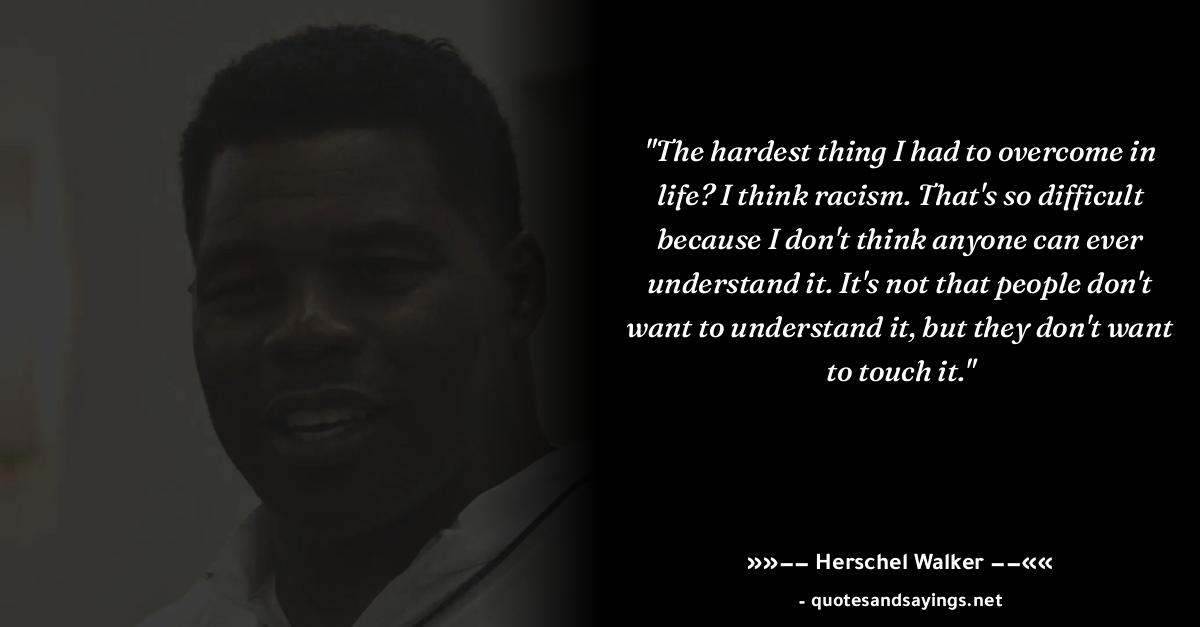 "The hardest thing I had to overcome in
life? I think racism. That's so difficult
because I don't think anyone can ever
understand it. It's not that people don't
want to understand it, but they don't want
to touch it."
»»−− Herschel Walker −−««
- quotesandsayings.net